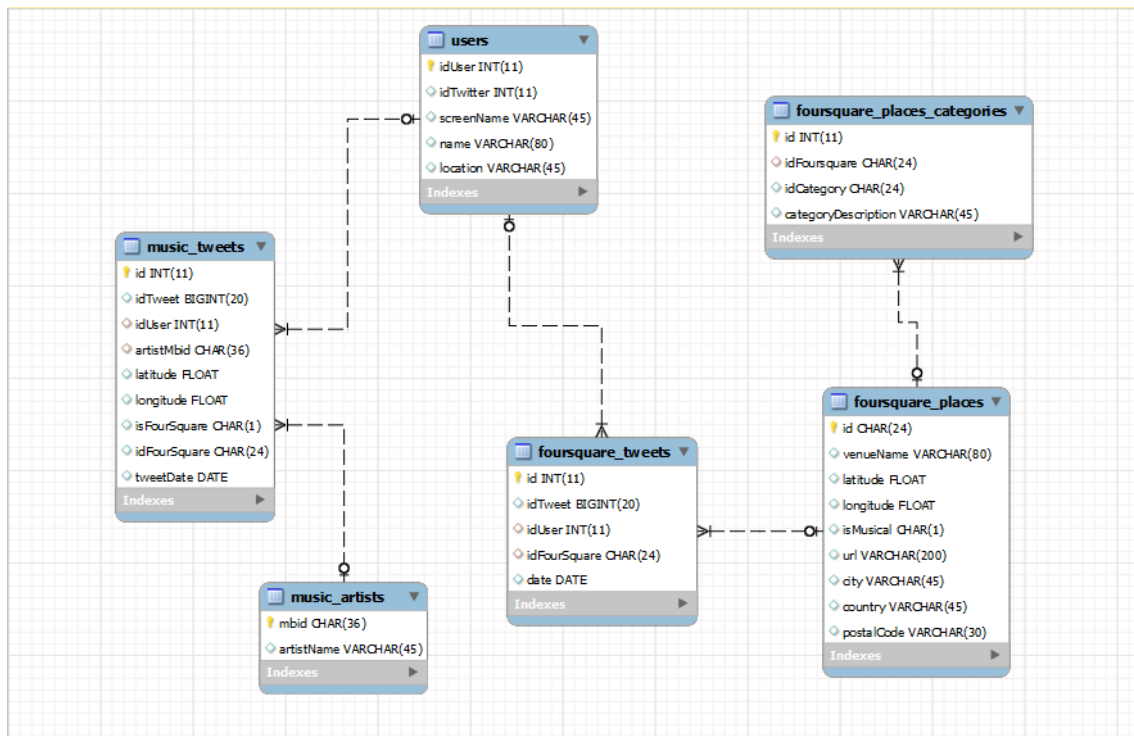 users
idUser INT(11)
idTwitter INT(11)
screenName VARCHAR(45)
name VARCHAR(80)
location VARCHAR(45)
Indexes
foursquare_places_categories
id INT(11)
idFoursquare CHAR(24)
idCategory CHAR(24)
categoryDescription VARCHAR(45)
Indexes
music_tweets
id INT(11)
idTweet BIGINT(20)
idUser INT(11)
artistMbid CHAR(36)
latitude FLOAT
longitude FLOAT
isFourSquare CHAR(1)
idFourSquare CHAR(24)
tweetDate DATE
Indexes
foursquare_tweets
id INT(11)
idTweet BIGINT(20)
idUser INT(11)
idFourSquare CHAR(24)
date DATE
Indexes
foursquare_places
id CHAR(24)
venueName VARCHAR(80)
latitude FLOAT
longitude FLOAT
isMusical CHAR(1)
url VARCHAR(200)
city VARCHAR(45)
country VARCHAR(45)
postalCode VARCHAR(30)
Indexes
music_artists
mbid CHAR(36)
artistName VARCHAR(45)
Indexes